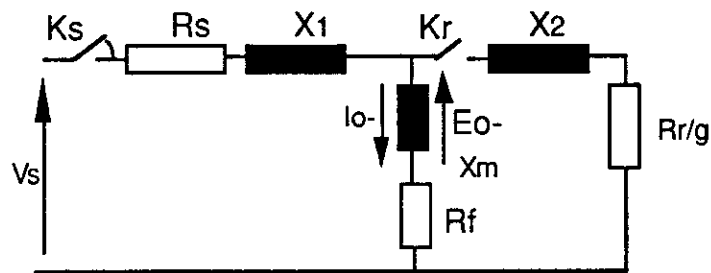 Ks Rs X1 Kr X2
Io- Eo- Rr/g
Vs Xm
Rf